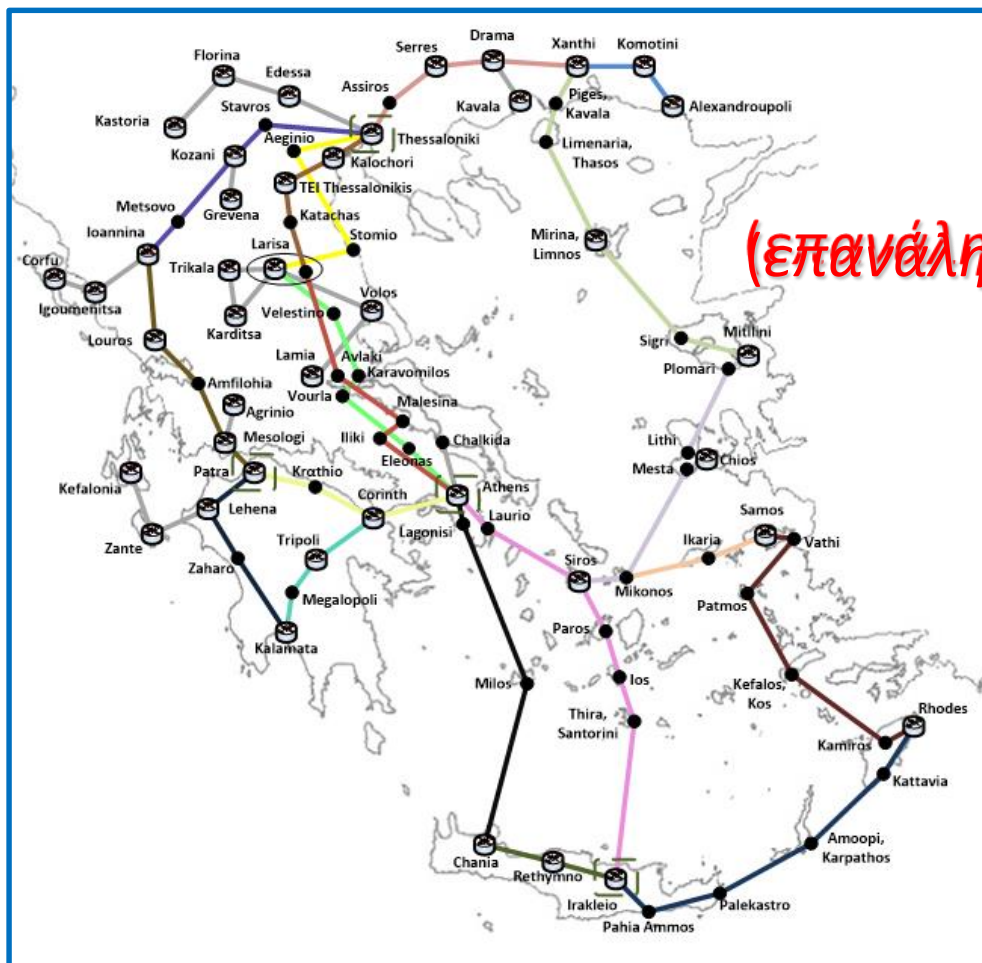 Drama
Xanthi
Komotini
Serres
Florina
Edessa
Assiros
Piges,
Kavala
Kavala
Alexandroupoli
Stavros
Kastoria
Aeginio
Thessaloniki
Limenaria,
Thasos
Kozani
Kalochori
TEI Thessalonikis
Grevena
Metsovo
Katachas
Ioannina
Stomio
Mirina,
Limnos
Larisa
Corfu
Trikala
Igoumenitsa
Volos
Velestino
Karditsa
Louros
Sigri
Mitilini
Lamia
Avlaki
Plomari
Karavomilos
Amfilohia
Vourla
Agrinio
Malesina
Mesologi
Iliki
Chalkida
Lithi
Eleonas
Mesta
Chios
Patra
Krαthio
Athens
Kefalonia
Corinth
Lehena
Laurio
Samos
Lagonisi
Zante
Tripoli
Ikaria
Vathi
Zaharo
Siros
Mikonos
Megalopoli
Patmos
Paros
Kalamata
Milos
Ios
Kefalos,
Kos
Rhodes
Thira,
Santorini
Kamiros
Kattavia
Amoopi,
Karpathos
Chania
Rethymno
Irakleio
Palekastro
Pahia Ammos